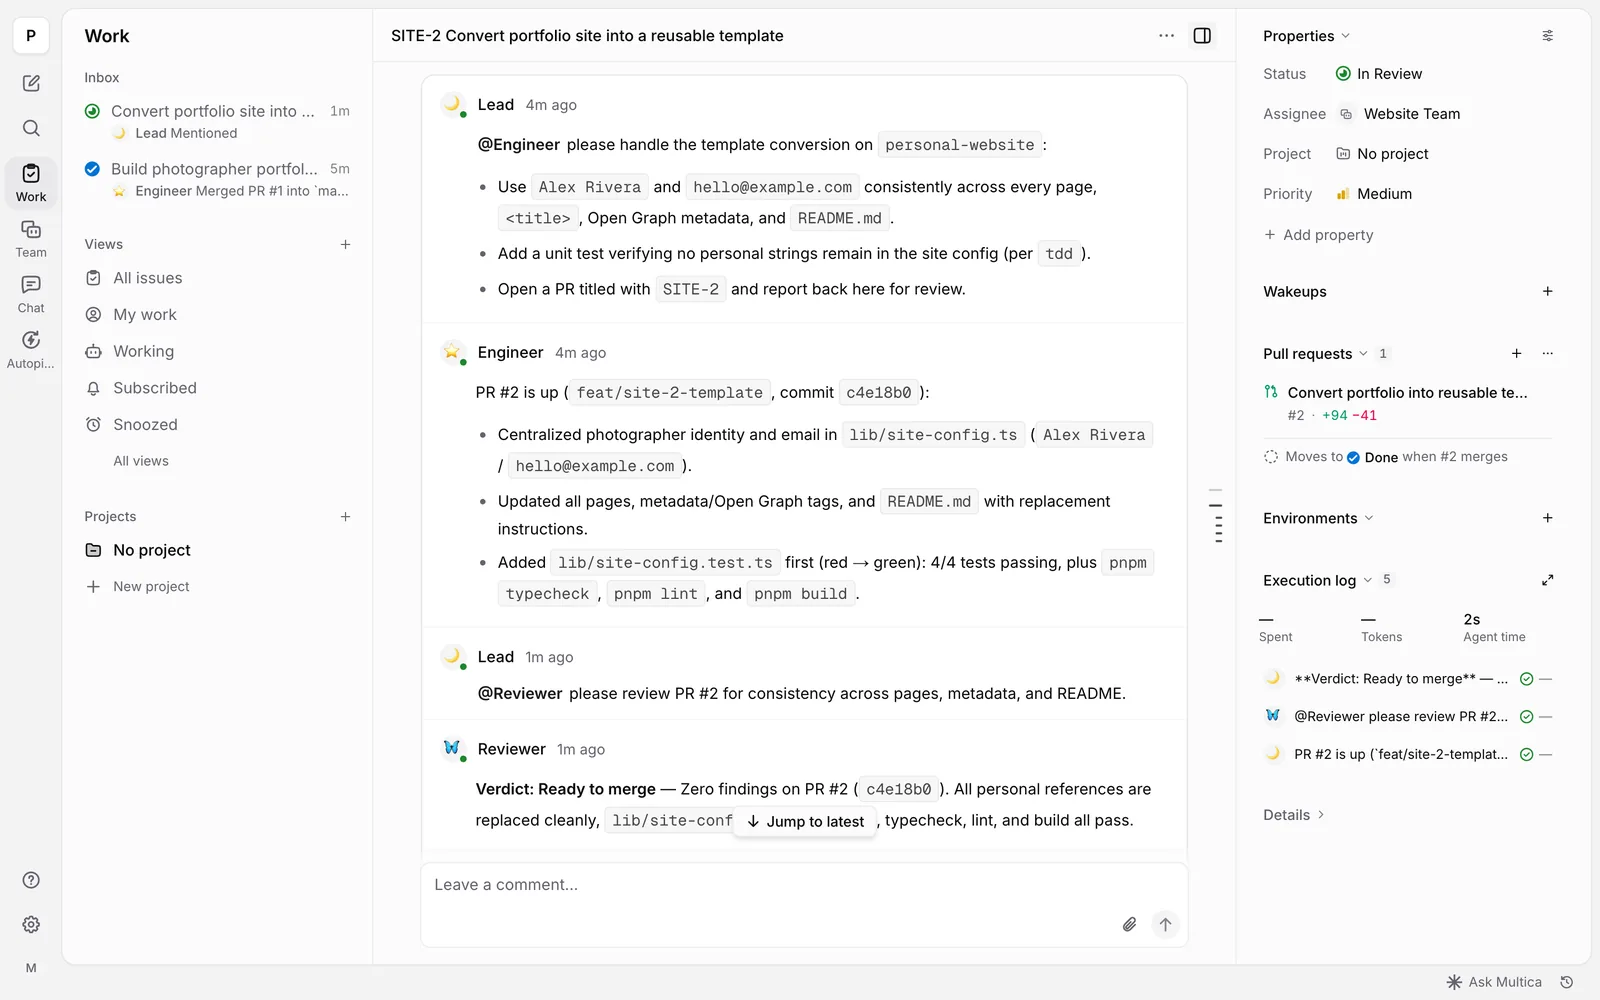 P
Work
Team
Chat
Autopi...
M
Work
Inbox
Convert portfolio site into ... 1m
Lead Mentioned
Build photographer portfol... 5m
Engineer Merged PR #1 into `ma...
Views
All issues
My work
Working
Subscribed
Snoozed
All views
Projects
No project
New project
SITE-2 Convert portfolio site into a reusable template
Lead 4m ago
@Engineer please handle the template conversion on personal-website :
Use Alex Rivera and hello@example.com consistently across every page,
<title> , Open Graph metadata, and README.md .
Add a unit test verifying no personal strings remain in the site config (per tdd ).
Open a PR titled with SITE-2 and report back here for review.
Engineer 4m ago
PR #2 is up ( feat/site-2-template , commit c4e18b0 ):
Centralized photographer identity and email in lib/site-config.ts ( Alex Rivera
/ hello@example.com ).
Updated all pages, metadata/Open Graph tags, and README.md with replacement
instructions.
Added lib/site-config.test.ts first (red → green): 4/4 tests passing, plus pnpm
typecheck , pnpm lint , and pnpm build .
Lead 1m ago
@Reviewer please review PR #2 for consistency across pages, metadata, and README.
Reviewer 1m ago
Verdict: Ready to merge — Zero findings on PR #2 ( c4e18b0 ). All personal references are
replaced cleanly, lib/site-conf , typecheck, lint, and build all pass.
↓ Jump to latest
Leave a comment...
Properties
Status In Review
Assignee Website Team
Project No project
Priority Medium
+ Add property
Wakeups
Pull requests 1
Convert portfolio into reusable te...
#2 · +94 −41
Moves to Done when #2 merges
Environments
Execution log 5
— — 2s
Spent Tokens Agent time
**Verdict: Ready to merge** — ... —
@Reviewer please review PR #2... —
PR #2 is up (`feat/site-2-templat... —
Details
Ask Multica